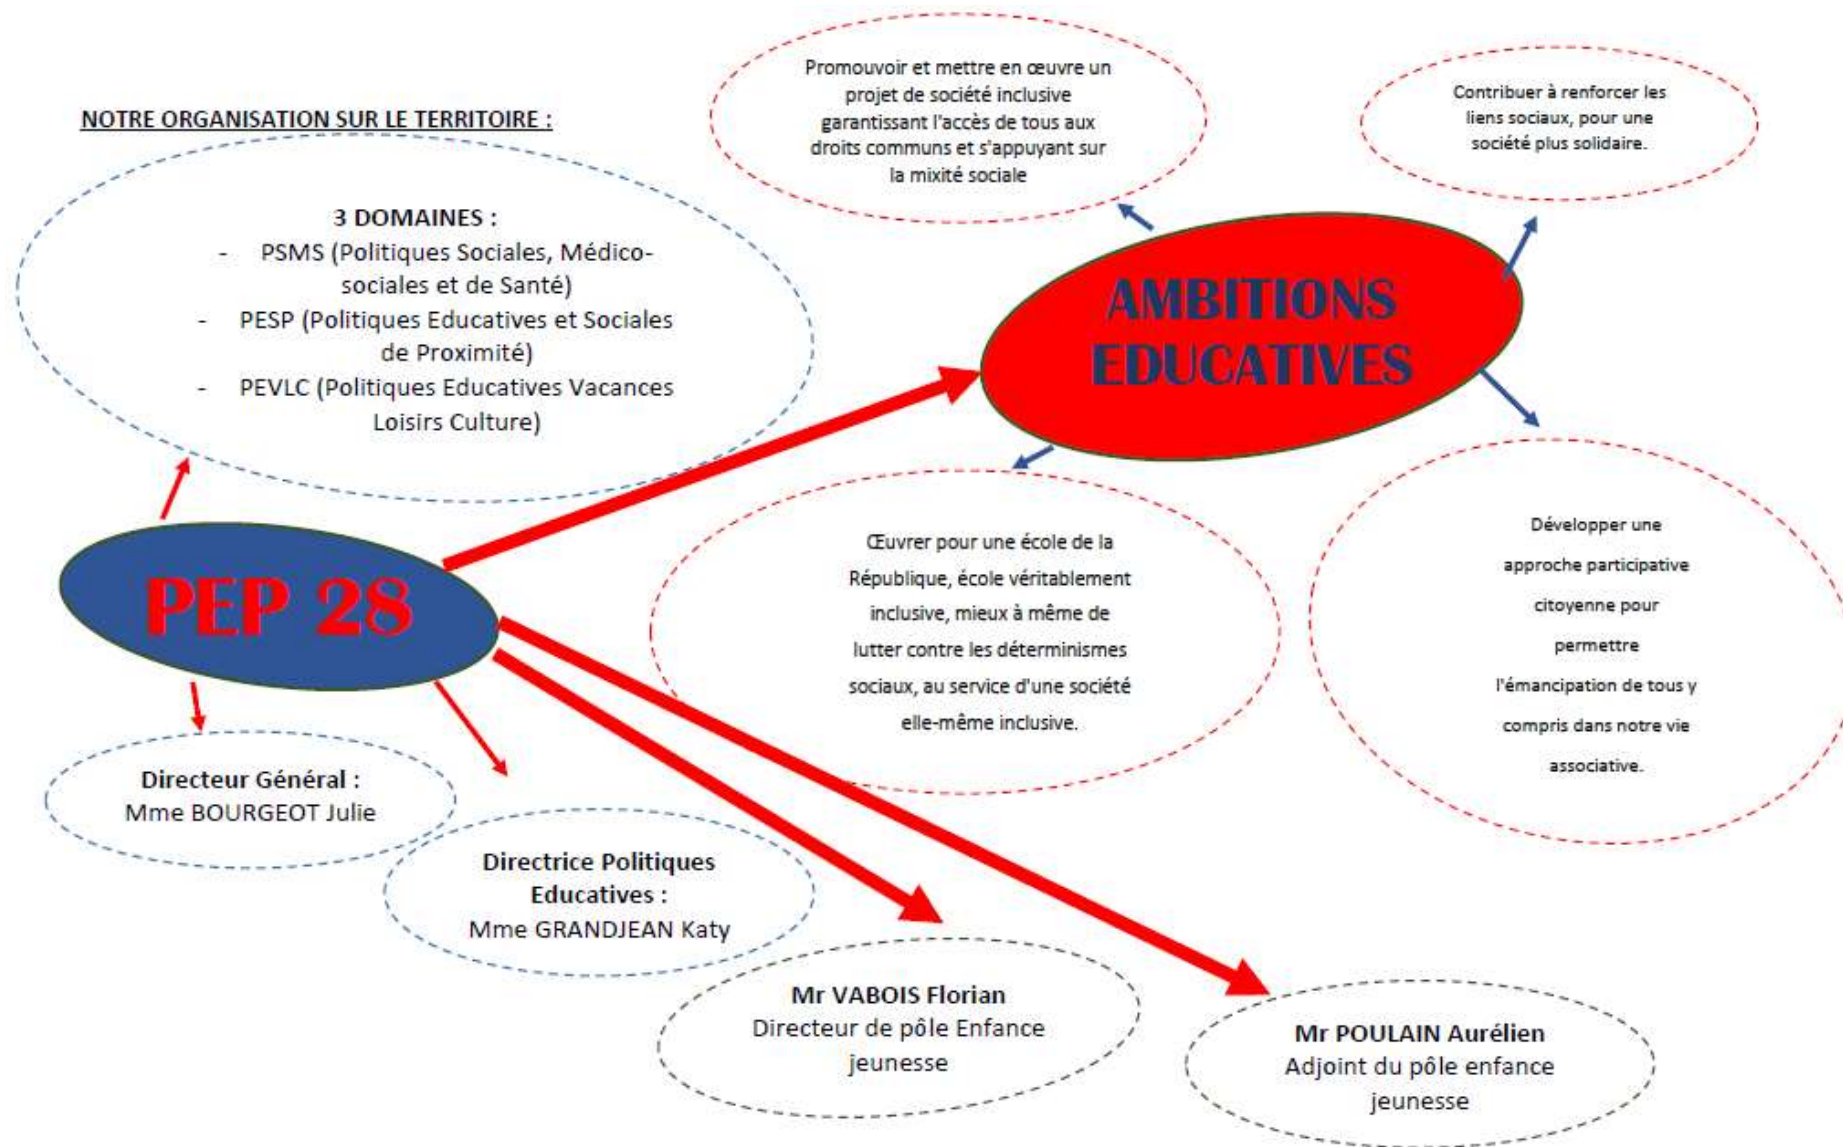 NOTRE ORGANISATION SUR LE TERRITOIRE :
3 DOMAINES :
- PSMS (Politiques Sociales, Médico-
sociales et de Santé)
- PESP (Politiques Educatives et Sociales
de Proximité)
- PEVLC (Politiques Educatives Vacances
Loisirs Culture)
Promouvoir et mettre en œuvre un
projet de société inclusive
garantissant l'accès de tous aux
droits communs et s'appuyant sur
la mixité sociale
Contribuer à renforcer les
liens sociaux, pour une
société plus solidaire.
AMBITIONS
EDUCATIVES
PEP 28
Œuvrer pour une école de la
République, école véritablement
inclusive, mieux à même de
lutter contre les déterminismes
sociaux, au service d'une société
elle-même inclusive.
Développer une
approche participative
citoyenne pour
permettre
l'émancipation de tous y
compris dans notre vie
associative.
Directeur Général :
Mme BOURGEOT Julie
Directrice Politiques
Educatives :
Mme GRANDJEAN Katy
Mr VABOIS Florian
Directeur de pôle Enfance
jeunesse
Mr POULAIN Aurélien
Adjoint du pôle enfance
jeunesse